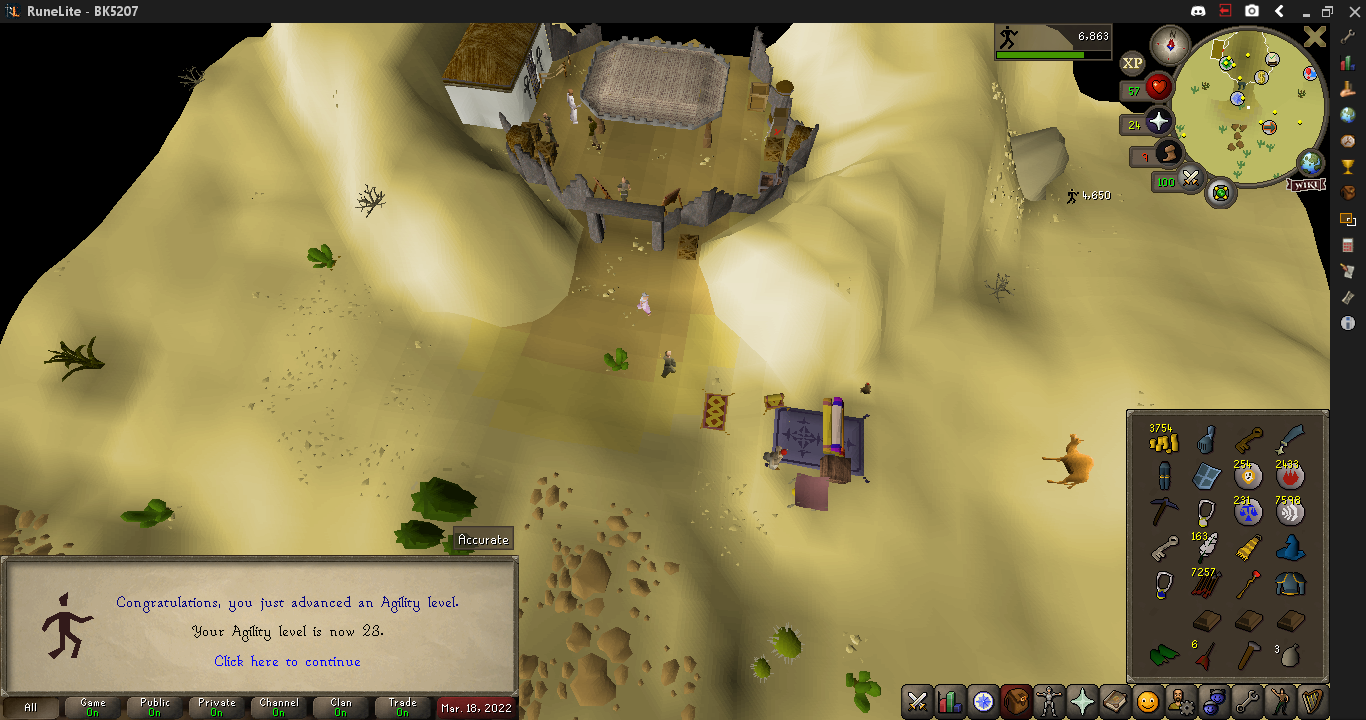 RuneLite - BK5207
6,863
XP
57
24
100
WIKI
4,650
3754
254
2433
231
7598
163
7257
6
3
Accurate
Congratulations, you just advanced an Agility level.
Your Agility level is now 23.
Click here to continue
All
Game
On
Public
On
Private
On
Channel
On
Clan
On
Trade
On
Mar. 18, 2022